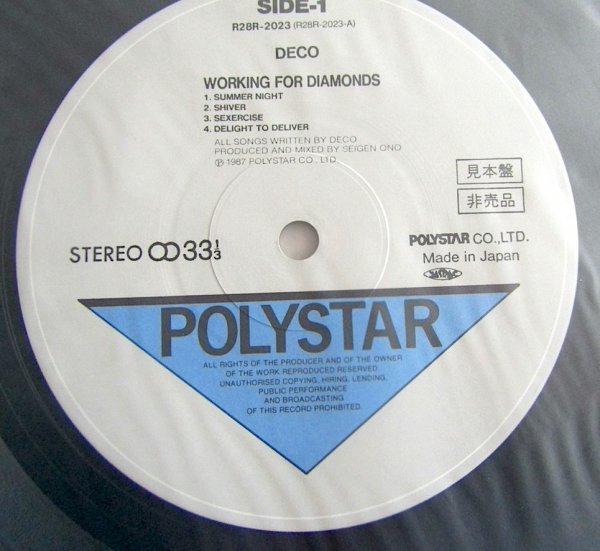 SIDE-1
R28R-2023 (R28R-2023-A)
DECO
WORKING FOR DIAMONDS
1. SUMMER NIGHT
2. SHIVER
3. SEXERCISE
4. DELIGHT TO DELIVER
ALL SONGS WRITTEN BY DECO
PRODUCED AND MIXED BY SEIGEN ONO
Ⓟ1987 POLYSTAR CO., LTD.
見本盤
非売品
STEREO 33 1/3
POLYSTAR CO.,LTD.
Made in Japan
POLYSTAR
ALL RIGHTS OF THE PRODUCER AND OF THE OWNER
OF THE WORK REPRODUCED RESERVED
UNAUTHORISED COPYING, HIRING, LENDING,
PUBLIC PERFORMANCE
AND BROADCASTING
OF THIS RECORD PROHIBITED.